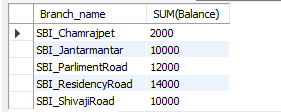 Branch_name SUM(Balance)
SBI_Chamrajpet 2000
SBI_Jantarmantar 10000
SBI_ParlimentRoad 12000
SBI_ResidencyRoad 14000
SBI_ShivajiRoad 10000